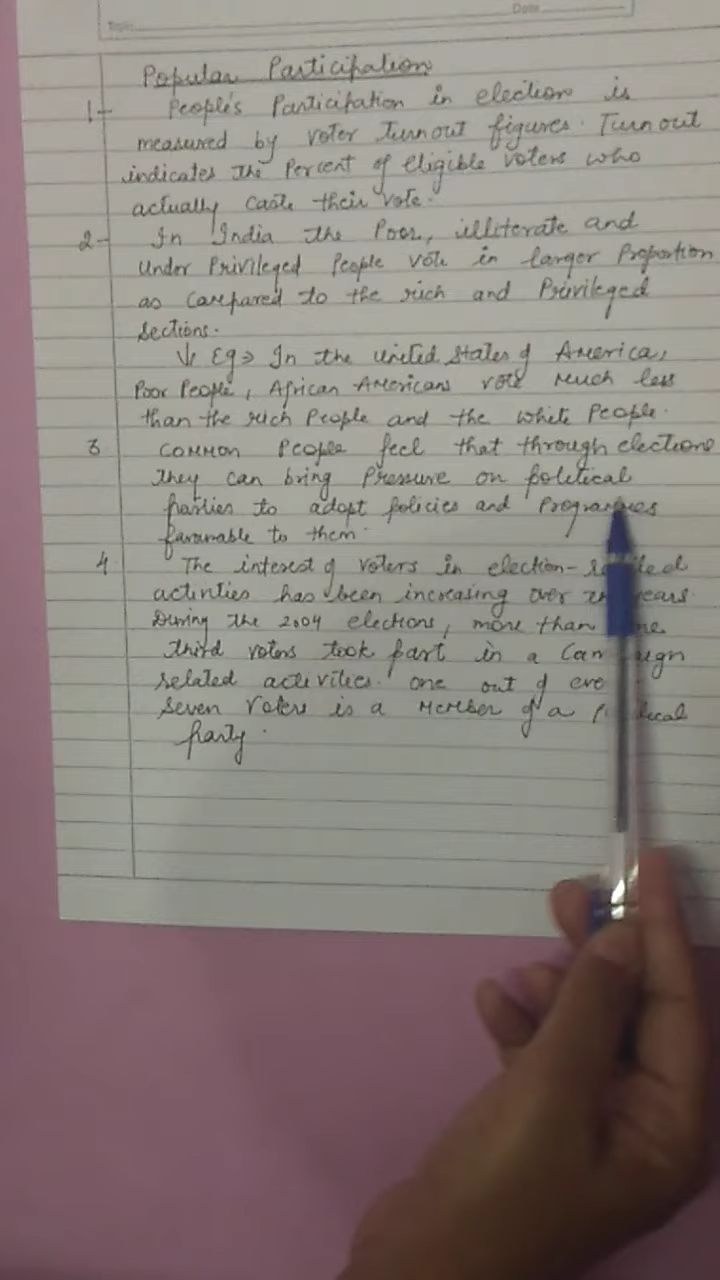 Date
Topic
Popular Participation
1- People's Participation in election is
measured by voter turnout figures. Turnout
indicates the Percent of eligible voters who
actually caste their vote.
2- In India the Poor, illiterate and
Under Privileged People vote in larger Proportion
as compared to the rich and Privileged
sections.
↓ Eg⇒ In the united states of America,
Poor People, African Americans vote much less
than the rich People and the white People.
3 Common People feel that through elections
they can bring Pressure on political
parties to adopt policies and Programmes
favourable to them.
4 The interest of voters in election-
activities has been increasing over years.
During the 2004 elections, more than
third voters took part in a
related activities. one out of
seven voters is a member of a
party.